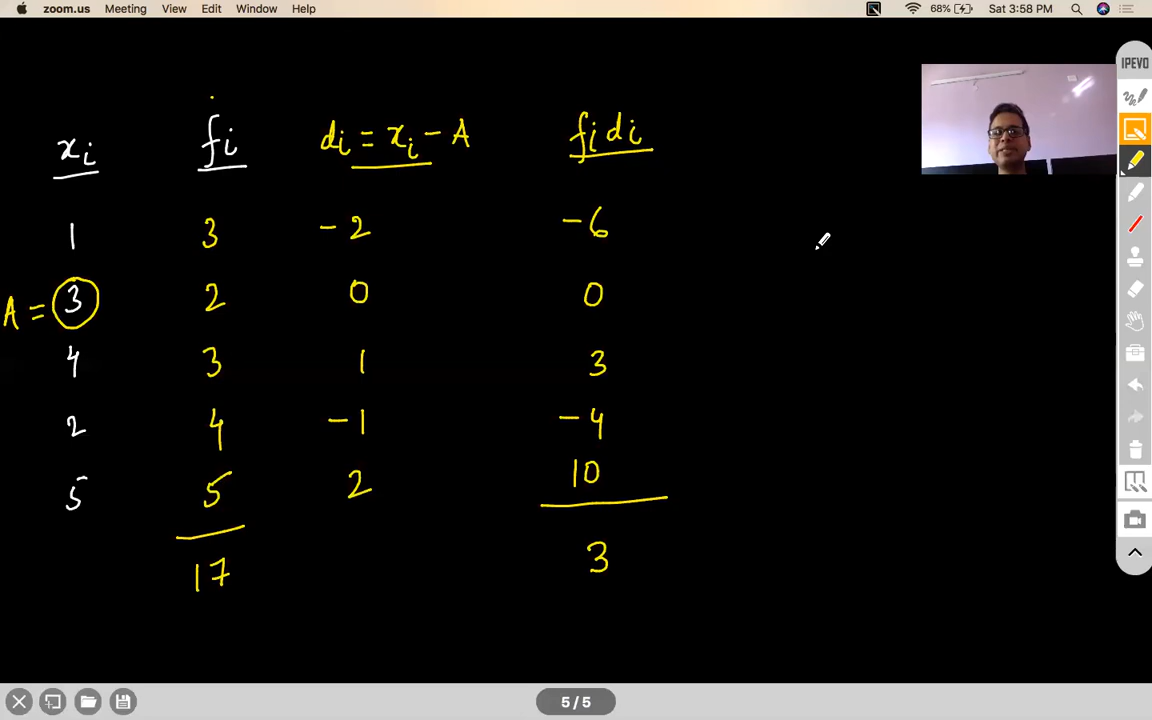 zoom.us Meeting View Edit Window Help 68% Sat 3:58 PM
IPEVO
xi fi di = xi - A fidi
1 3 -2 -6
A = 3 2 0 0
4 3 1 3
2 4 -1 -4
5 5 2 10
17 3
5 / 5